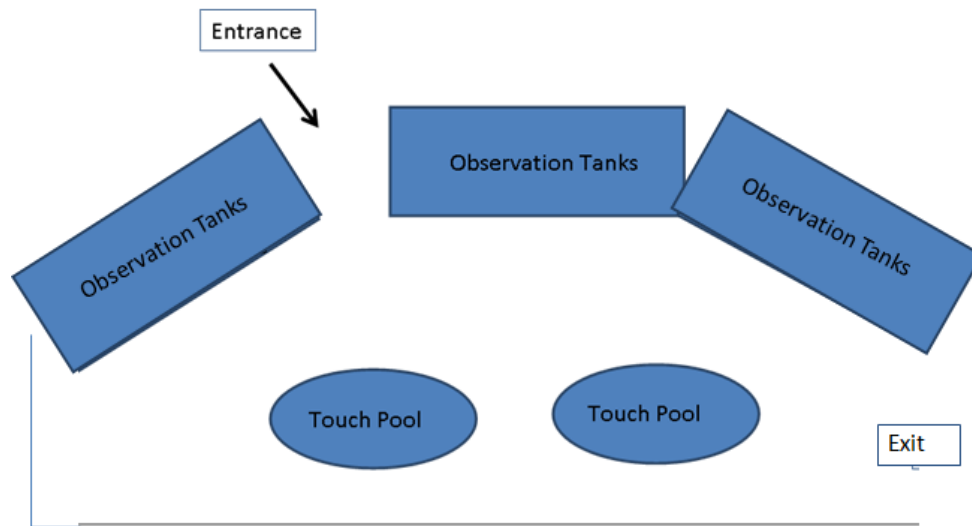 Entrance
Observation Tanks
Observation Tanks
Observation Tanks
Touch Pool
Touch Pool
Exit